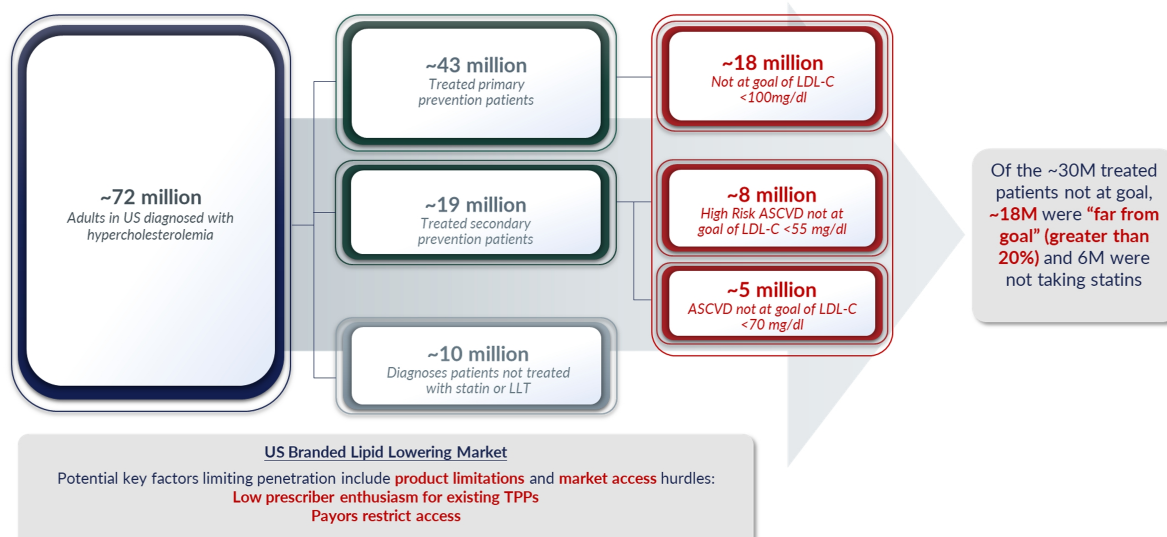 ~72 million
Adults in US diagnosed with
hypercholesterolemia
~43 million
Treated primary
prevention patients
~19 million
Treated secondary
prevention patients
~10 million
Diagnoses patients not treated
with statin or LLT
~18 million
Not at goal of LDL-C
<100mg/dl
~8 million
High Risk ASCVD not at
goal of LDL-C <55 mg/dl
~5 million
ASCVD not at goal of LDL-C
<70 mg/dl
Of the ~30M treated
patients not at goal,
~18M were “far from
goal” (greater than
20%) and 6M were
not taking statins
US Branded Lipid Lowering Market
Potential key factors limiting penetration include product limitations and market access hurdles:
Low prescriber enthusiasm for existing TPPs
Payors restrict access